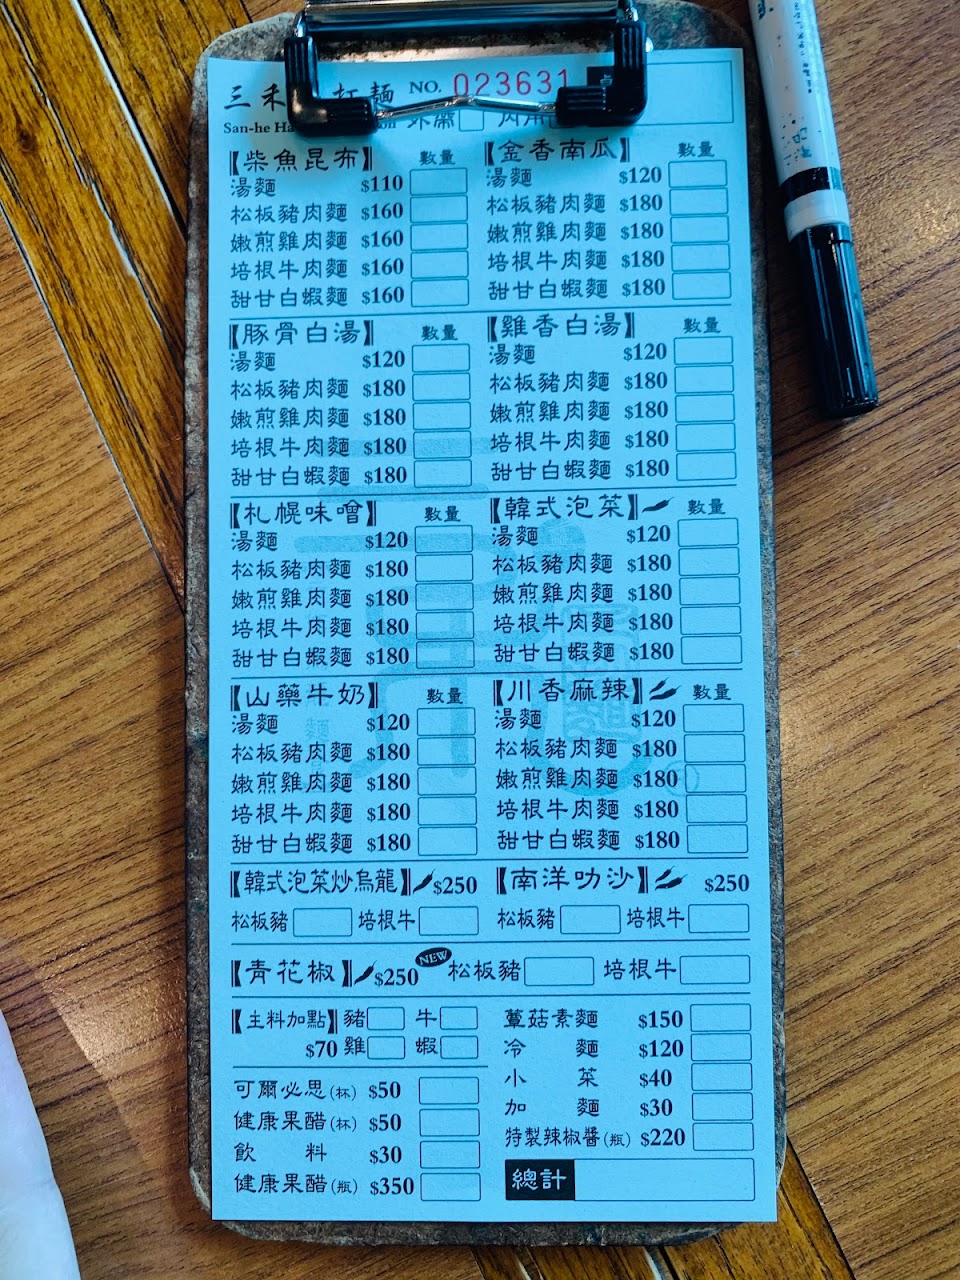 三禾 打麵 NO. 023631
San-he Ha
【柴魚昆布】 數量
湯麵 $110
松板豬肉麵 $160
嫩煎雞肉麵 $160
培根牛肉麵 $160
甜甘白蝦麵 $160
【金香南瓜】 數量
湯麵 $120
松板豬肉麵 $180
嫩煎雞肉麵 $180
培根牛肉麵 $180
甜甘白蝦麵 $180
【豚骨白湯】 數量
湯麵 $120
松板豬肉麵 $180
嫩煎雞肉麵 $180
培根牛肉麵 $180
甜甘白蝦麵 $180
【雞香白湯】 數量
湯麵 $120
松板豬肉麵 $180
嫩煎雞肉麵 $180
培根牛肉麵 $180
甜甘白蝦麵 $180
【札幌味噌】 數量
湯麵 $120
松板豬肉麵 $180
嫩煎雞肉麵 $180
培根牛肉麵 $180
甜甘白蝦麵 $180
【韓式泡菜】 數量
湯麵 $120
松板豬肉麵 $180
嫩煎雞肉麵 $180
培根牛肉麵 $180
甜甘白蝦麵 $180
【山藥牛奶】 數量
湯麵 $120
松板豬肉麵 $180
嫩煎雞肉麵 $180
培根牛肉麵 $180
甜甘白蝦麵 $180
【川香麻辣】 數量
湯麵 $120
松板豬肉麵 $180
嫩煎雞肉麵 $180
培根牛肉麵 $180
甜甘白蝦麵 $180
【韓式泡菜炒烏龍】 $250
松板豬 培根牛
【南洋叻沙】 $250
松板豬 培根牛
【青花椒】 $250 NEW 松板豬 培根牛
【主料加點】 豬 牛
$70 雞 蝦
可爾必思(杯) $50
健康果醋(杯) $50
飲料 $30
健康果醋(瓶) $350
蕈菇素麵 $150
冷麵 $120
小菜 $40
加麵 $30
特製辣椒醬(瓶) $220
總計